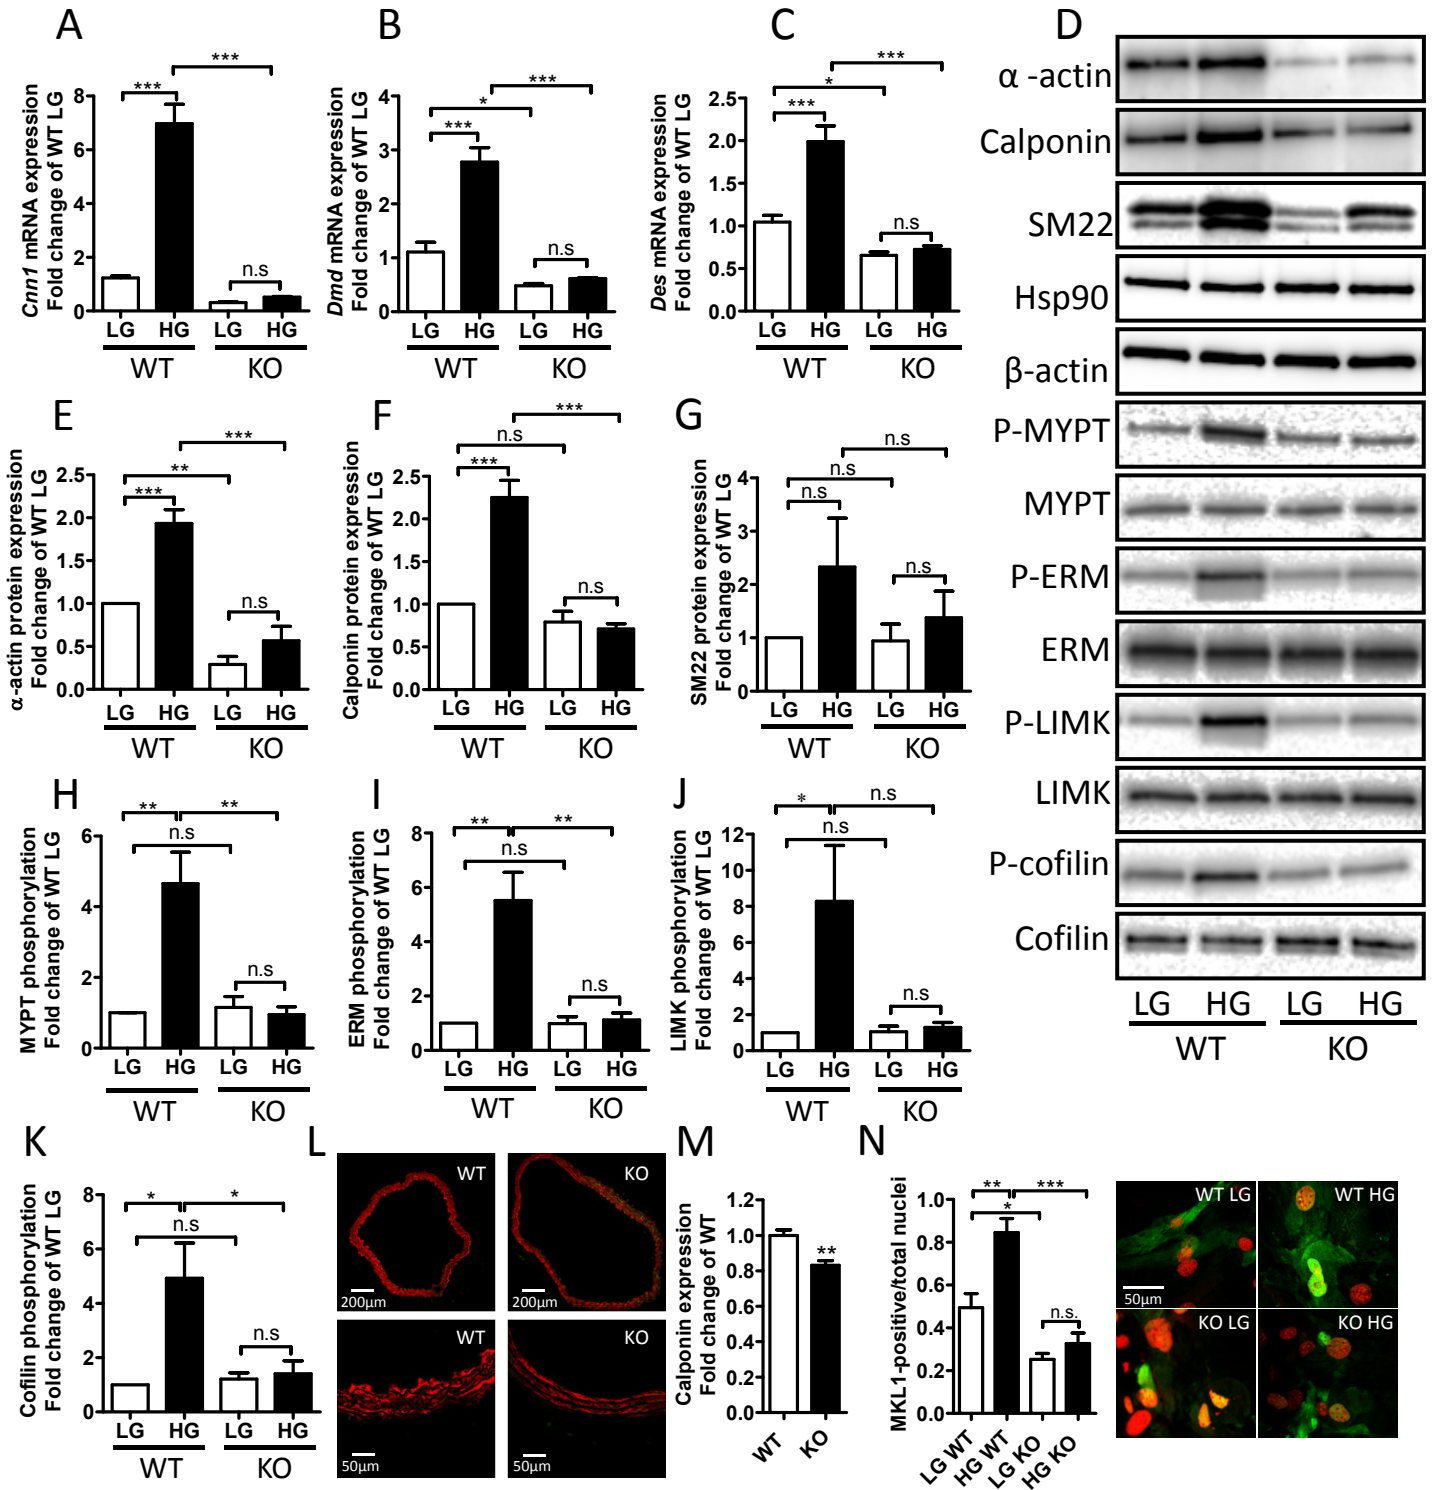 A
Cnn1 mRNA expression
Fold change of WT LG
8
6
4
2
0
***
***
n.s
LG HG LG HG
WT KO
B
Dmd mRNA expression
Fold change of WT LG
4
3
2
1
0
***
*
***
n.s
LG HG LG HG
WT KO
C
Des mRNA expression
Fold change of WT LG
2.5
2.0
1.5
1.0
0.5
0.0
***
*
***
n.s
LG HG LG HG
WT KO
D
α -actin
Calponin
SM22
Hsp90
β-actin
P-MYPT
MYPT
P-ERM
ERM
P-LIMK
LIMK
P-cofilin
Cofilin
LG HG LG HG
WT KO
E
α-actin protein expression
Fold change of WT LG
2.5
2.0
1.5
1.0
0.5
0.0
***
**
***
n.s
LG HG LG HG
WT KO
F
Calponin protein expression
Fold change of WT LG
2.5
2.0
1.5
1.0
0.5
0.0
***
n.s
***
n.s
LG HG LG HG
WT KO
G
SM22 protein expression
Fold change of WT LG
4
3
2
1
0
n.s
n.s
n.s
n.s
LG HG LG HG
WT KO
H
MYPT phosphorylation
Fold change of WT LG
6
4
2
0
** **
n.s
n.s
LG HG LG HG
WT KO
I
ERM phosphorylation
Fold change of WT LG
8
6
4
2
0
** **
n.s
n.s
LG HG LG HG
WT KO
J
LIMK phosphorylation
Fold change of WT LG
12
10
8
6
4
2
0
* n.s
n.s
n.s
LG HG LG HG
WT KO
K
Cofilin phosphorylation
Fold change of WT LG
8
6
4
2
0
* *
n.s
n.s
LG HG LG HG
WT KO
L
WT
200µm
KO
200µm
WT
50µm
KO
50µm
M
Calponin expression
Fold change of WT
1.2
1.0
0.8
0.6
0.4
0.2
0.0
**
WT
KO
N
MKL1-positive/total nuclei
1.0
0.8
0.6
0.4
0.2
0.0
** ***
*
n.s.
LG WT
HG WT
LG KO
HG KO
WT LG
50µm
WT HG
KO LG
KO HG